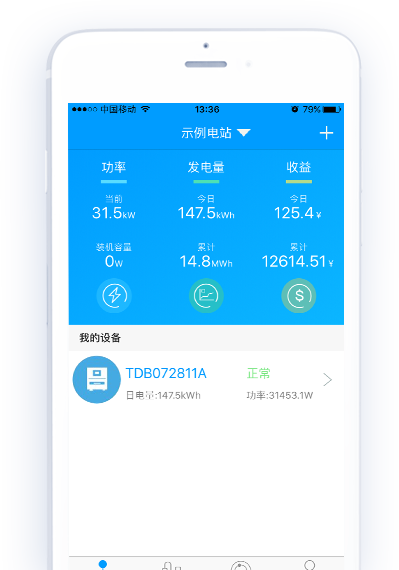 中国移动 13:36 79%
示例电站
功率 发电量 收益
当前 今日 今日
31.5kW 147.5kWh 125.4¥
装机容量 累计 累计
0W 14.8MWh 12614.51¥
$
我的设备
TDB072811A 正常
日电量:147.5kWh 功率:31453.1W